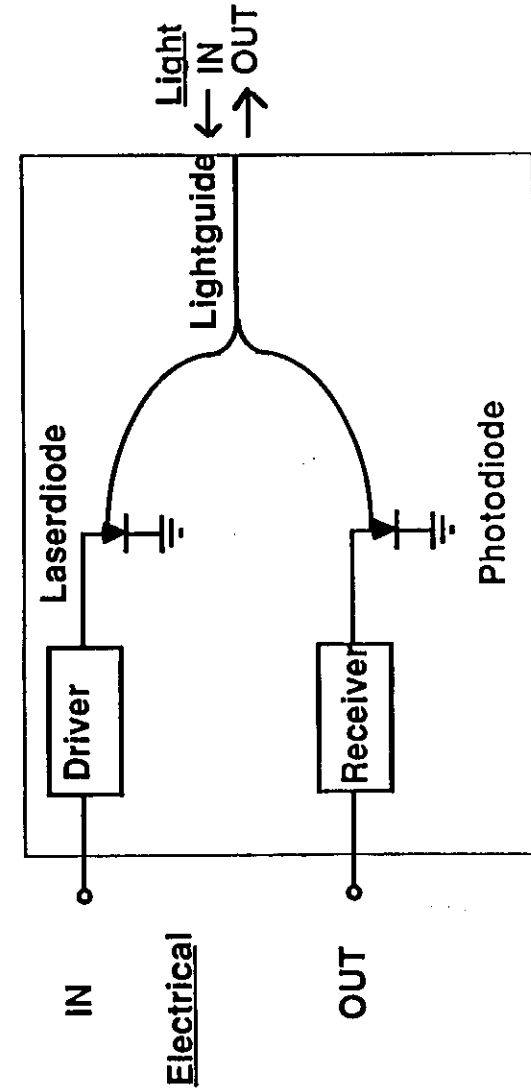 Light
IN
OUT
Lightguide
Laserdiode
Driver
IN
Electrical
Receiver
OUT
Photodiode